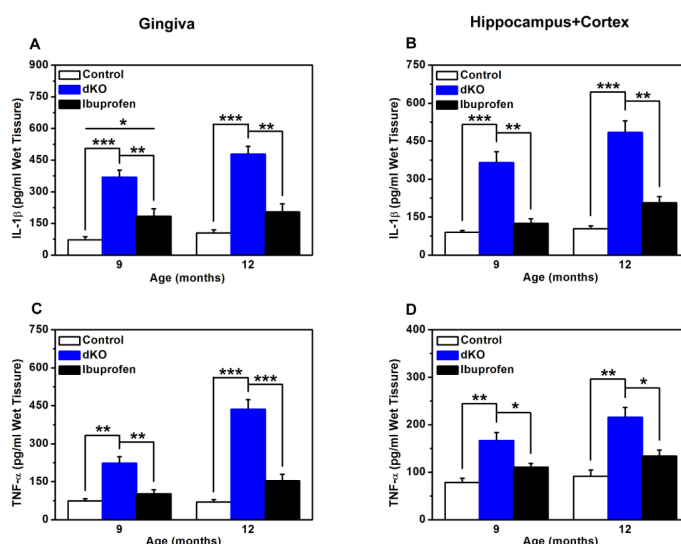 Gingiva
Hippocampus+Cortex
A
900
750
600
450
300
150
0
IL-1β (pg/ml Wet Tissure)
Control
dKO
Ibuprofen
*
***
**
***
**
9
12
Age (months)
B
750
600
450
300
150
0
IL-1β (pg/ml Wet Tissure)
Control
dKO
Ibuprofen
***
**
***
**
9
12
Age (months)
C
750
600
450
300
150
0
TNF-α (pg/ml Wet Tissure)
Control
dKO
Ibuprofen
**
**
***
***
9
12
Age (months)
D
400
300
200
100
0
TNF-α (pg/ml Wet Tissure)
Control
dKO
Ibuprofen
**
*
**
*
9
12
Age (months)